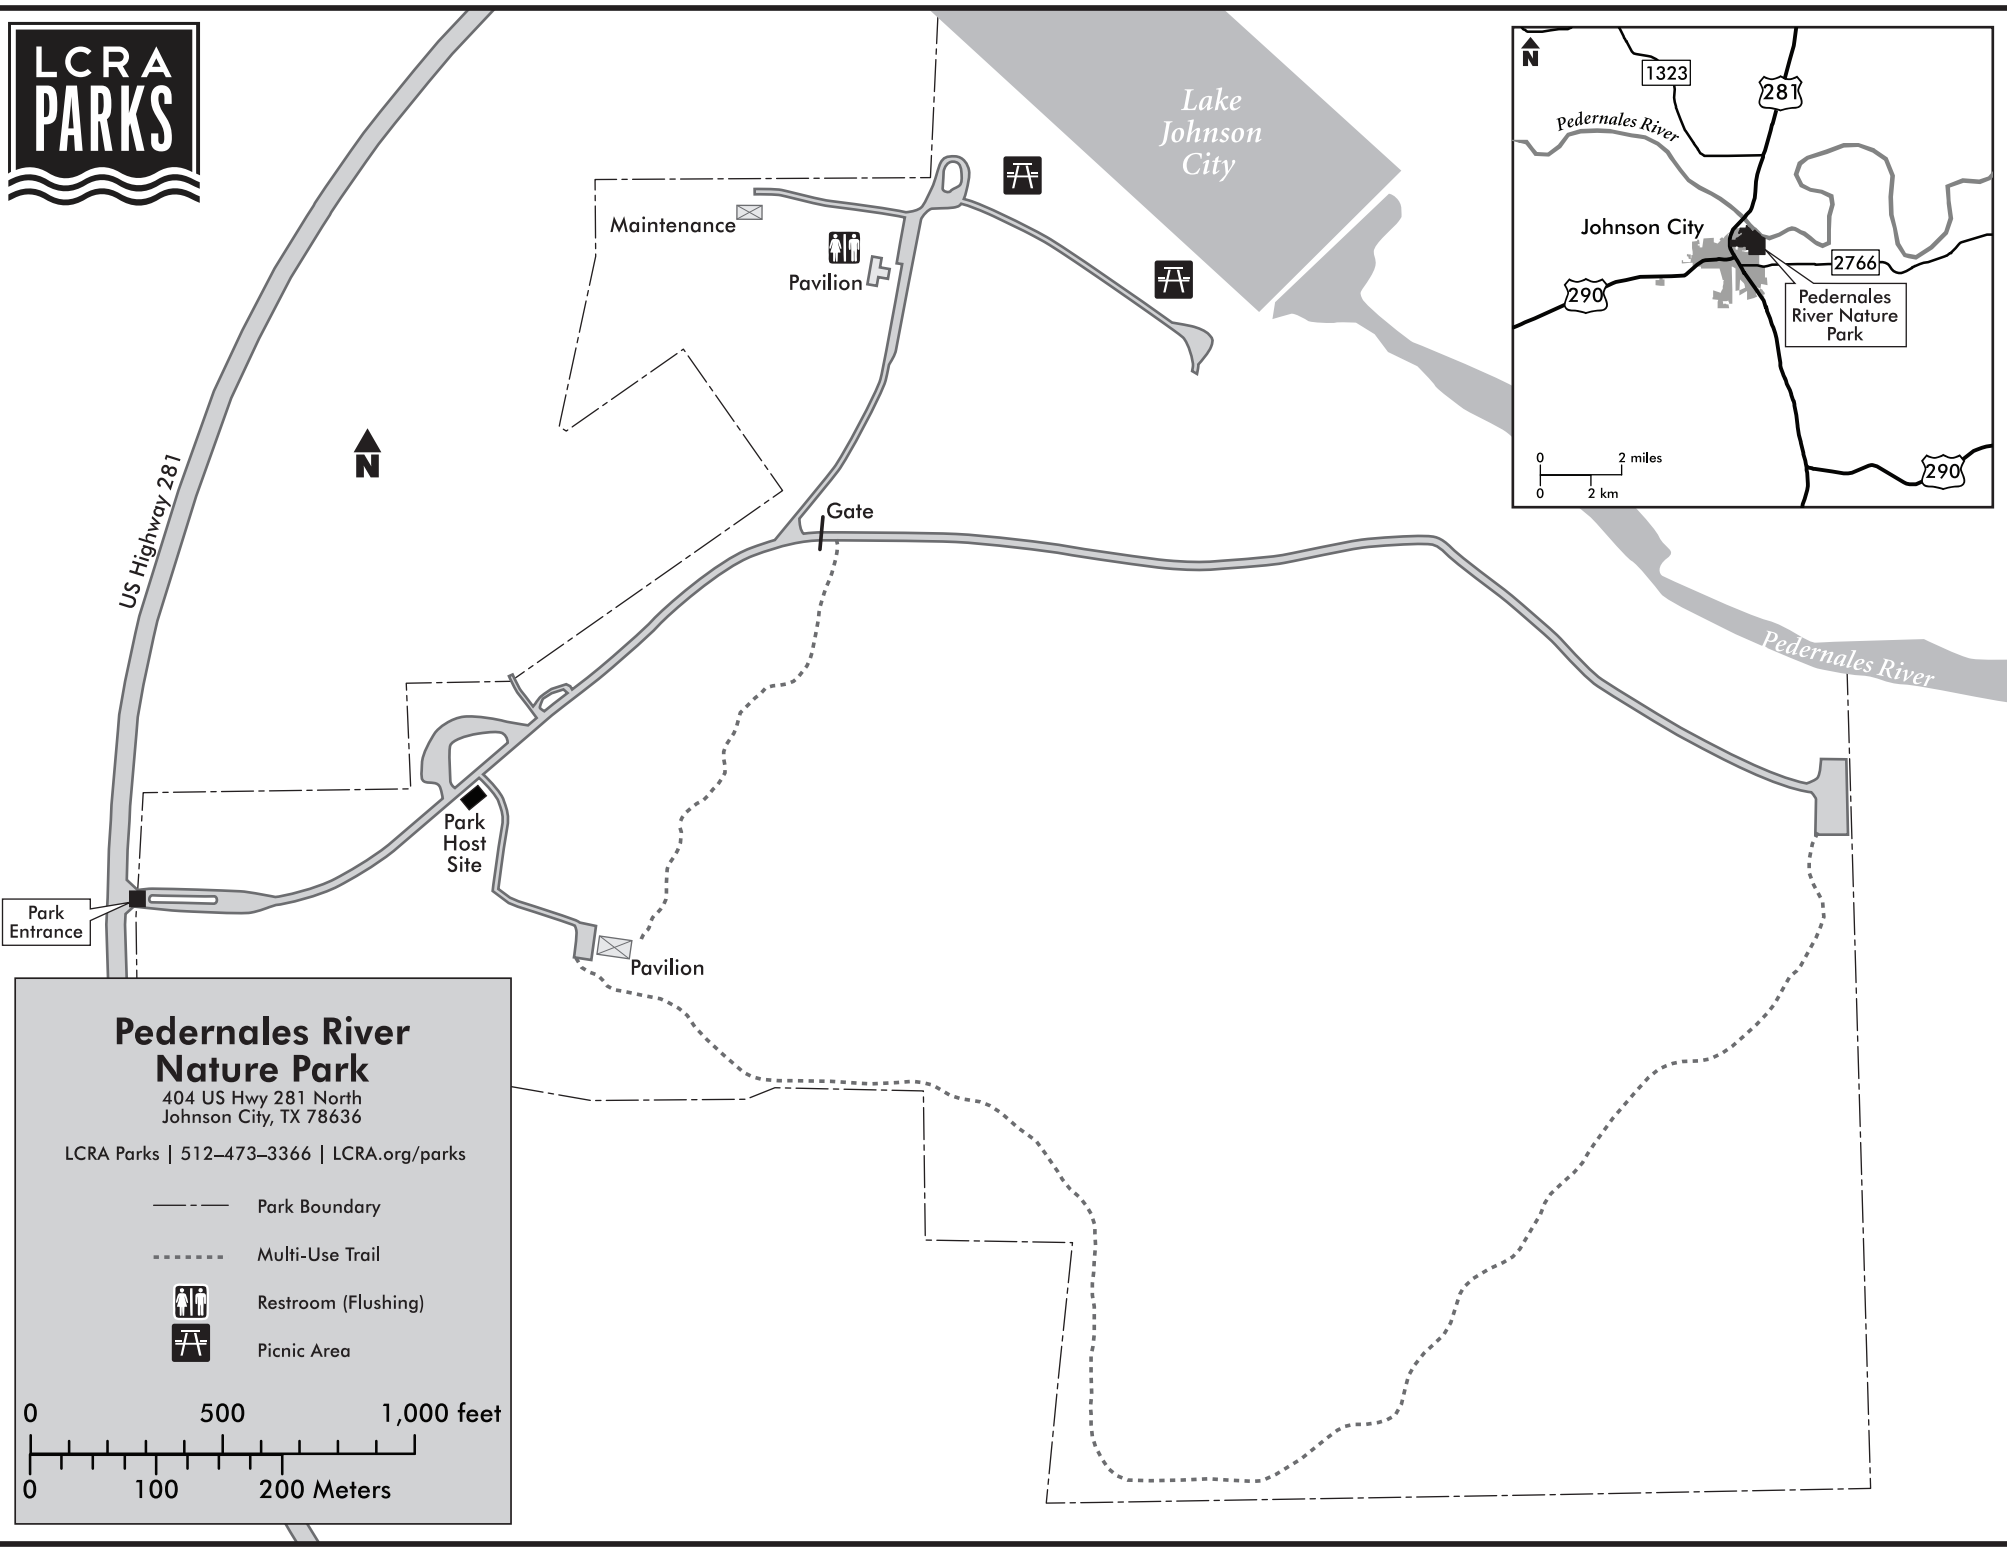 LCRA
PARKS
Lake
Johnson
City
N
1323
281
Pedernales River
Johnson City
2766
290
Pedernales
River Nature
Park
0
2 miles
0
2 km
290
Maintenance
Pavilion
N
US Highway 281
Gate
Pedernales River
Park
Host
Site
Park
Entrance
Pavilion
Pedernales River
Nature Park
404 US Hwy 281 North
Johnson City, TX 78636
LCRA Parks | 512–473–3366 | LCRA.org/parks
Park Boundary
Multi-Use Trail
Restroom (Flushing)
Picnic Area
0 500 1,000 feet
0 100 200 Meters